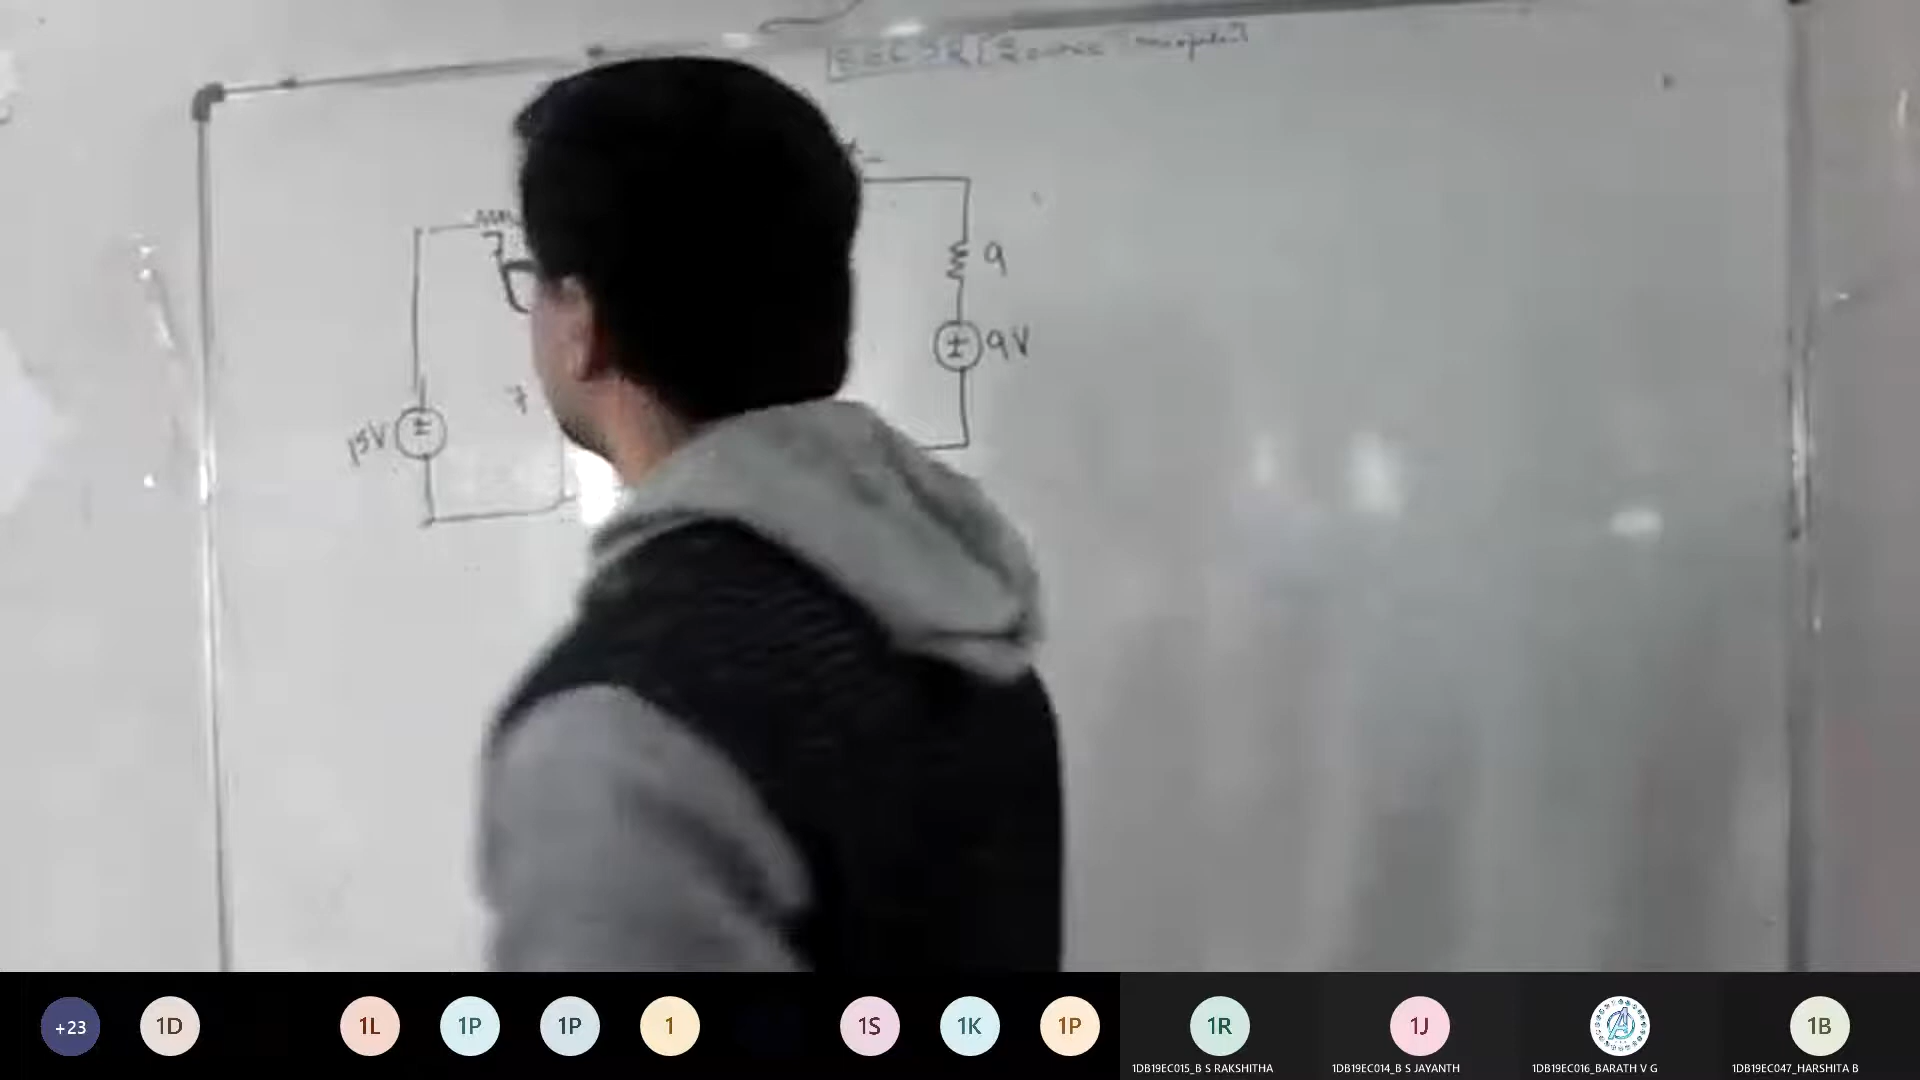 9
9V
15V
+23
1D
1L
1P
1P
1
1S
1K
1P
1R
1J
1B
1DB19EC015_B S RAKSHITHA
1DB19EC014_B S JAYANTH
1DB19EC016_BARATH V G
1DB19EC047_HARSHITA B